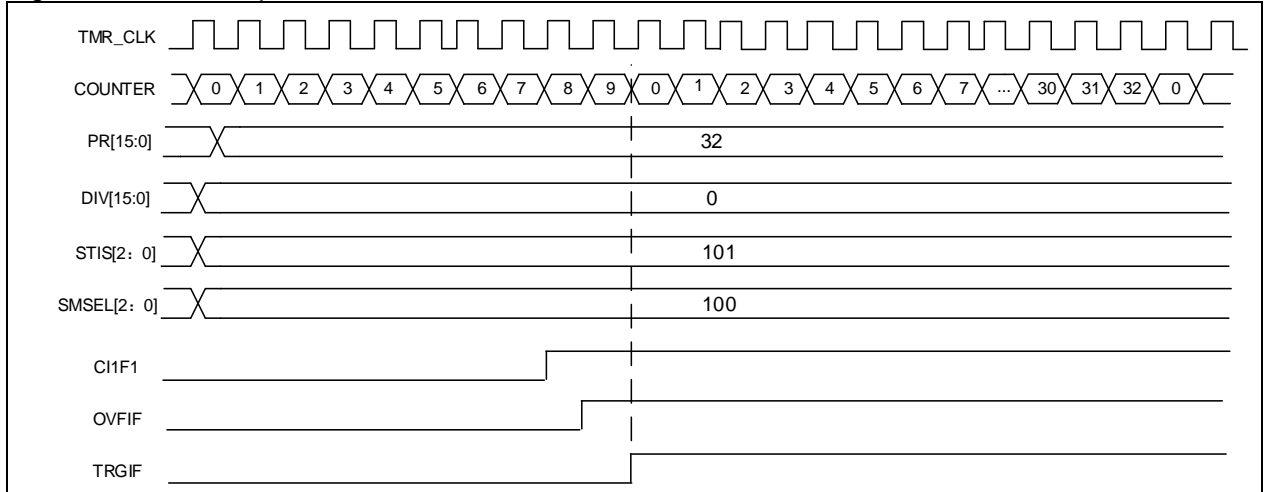 TMR_CLK
COUNTER 0 1 2 3 4 5 6 7 8 9 0 1 2 3 4 5 6 7 ... 30 31 32 0
PR[15:0] 32
DIV[15:0] 0
STIS[2：0] 101
SMSEL[2：0] 100
CI1F1
OVFIF
TRGIF